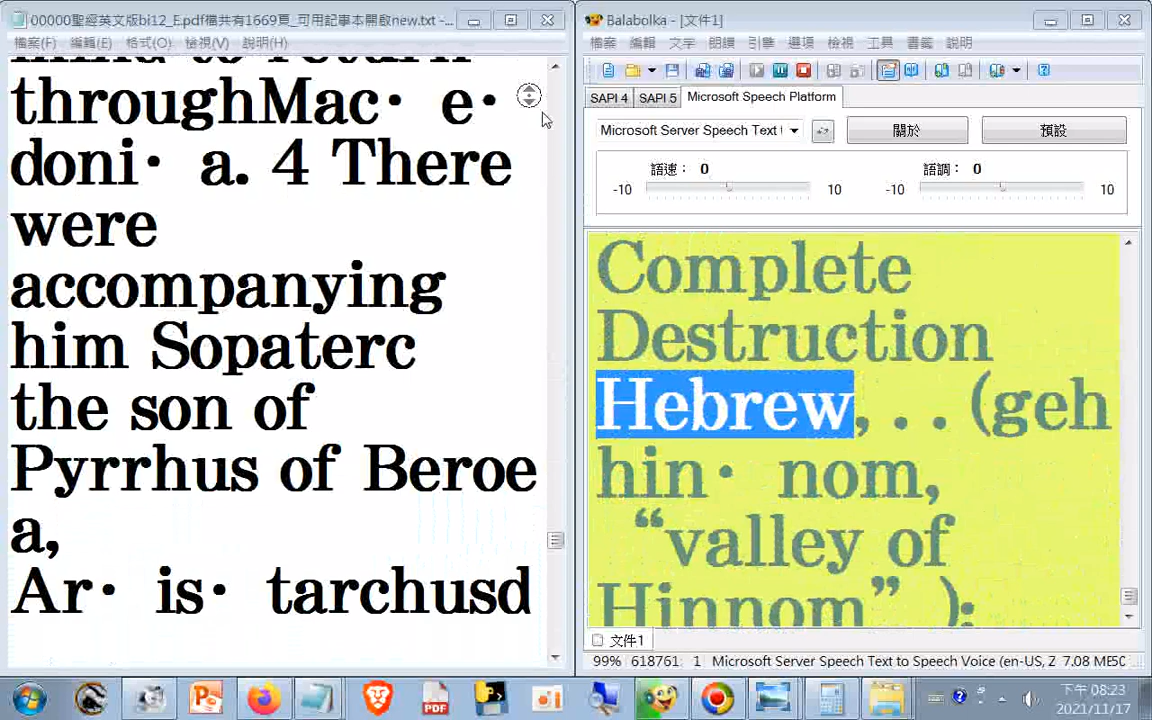 00000聖經英文版bi12_E.pdf檔共有1669頁_可用記事本開啟new.txt -...
檔案(F) 編輯(E) 格式(O) 檢視(V) 說明(H)
throughMac· e·
doni· a. 4 There
were
accompanying
him Sopaterc
the son of
Pyrrhus of Beroe
a,
Ar· is· tarchusd
Balabolka - [文件1]
檔案 編輯 文字 朗讀 引擎 選項 檢視 工具 書籤 說明
SAPI 4 SAPI 5 Microsoft Speech Platform
Microsoft Server Speech Text t 關於 預設
語速： 0 語調： 0
-10 10 -10 10
Complete
Destruction
Hebrew, . . (geh
hin· nom,
“valley of
Hinnom” ):
文件1
99% 618761: 1 Microsoft Server Speech Text to Speech Voice (en-US, Z 7.08 ME5C
PDF
下午 08:23
2021/11/17